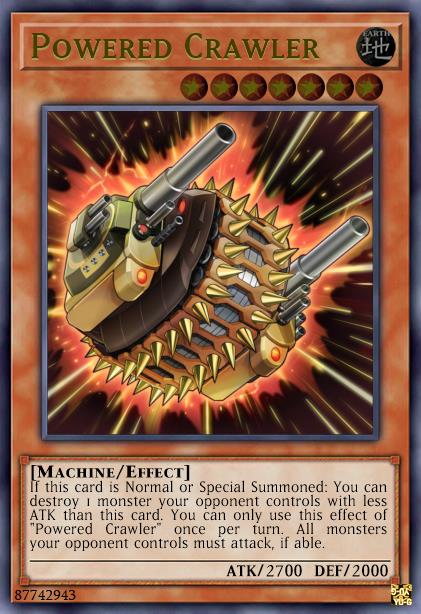 POWERED CRAWLER
EARTH
地
[MACHINE/EFFECT]
If this card is Normal or Special Summoned: You can
destroy 1 monster your opponent controls with less
ATK than this card. You can only use this effect of
"Powered Crawler" once per turn. All monsters
your opponent controls must attack, if able.
ATK/2700 DEF/2000
87742943